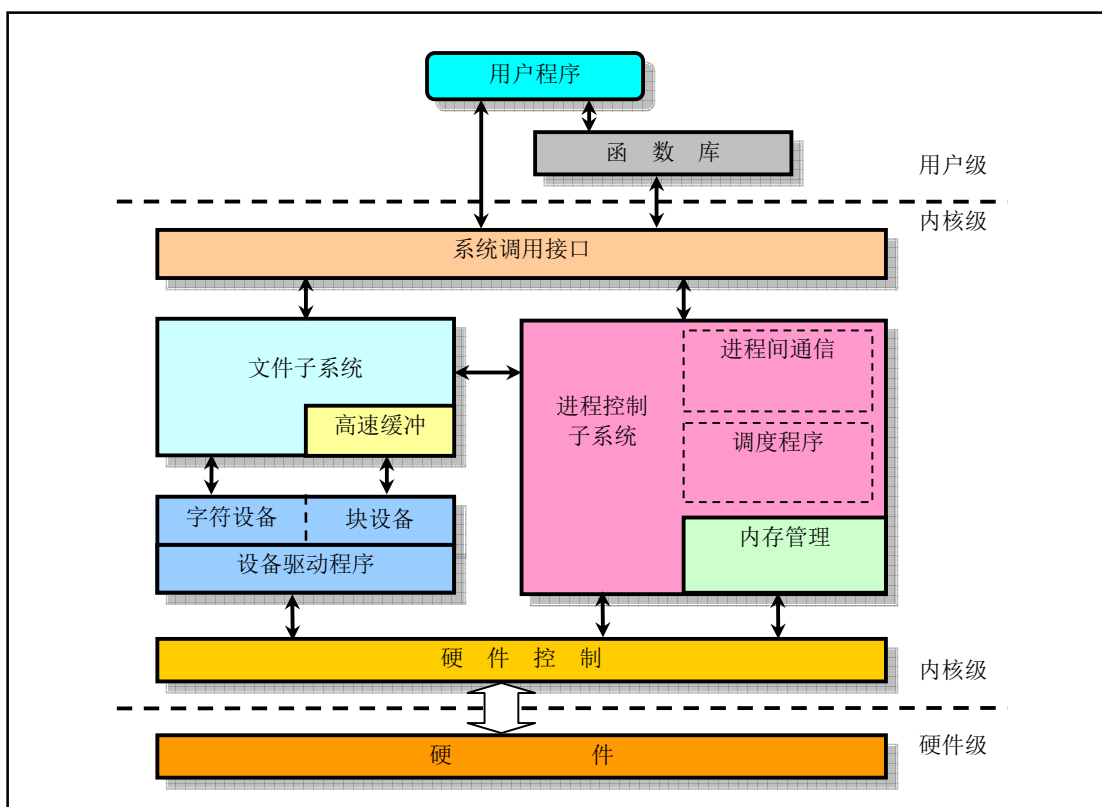 用户程序
函 数 库
用户级
内核级
系统调用接口
文件子系统
高速缓冲
进程控制
子系统
进程间通信
调度程序
内存管理
字符设备
块设备
设备驱动程序
硬 件 控 制
内核级
硬 件
硬件级